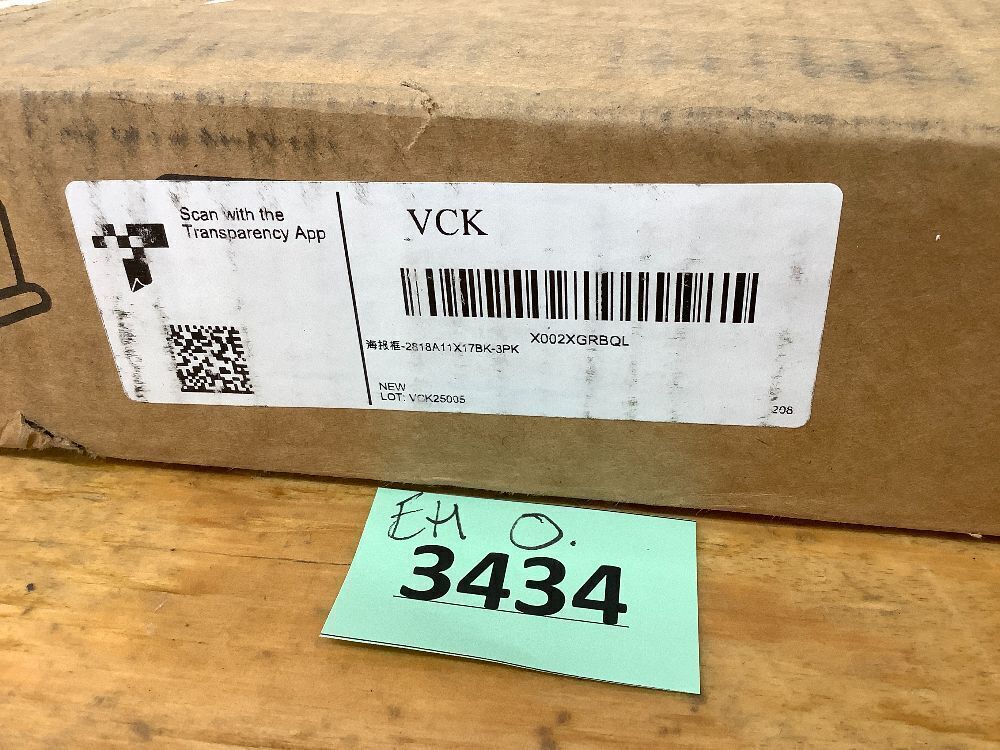 Scan with the
Transparency App
VCK
X002XGRBQL
海报框-2818A11X17BK-3PK
NEW
LOT: VCK25005
208
EH O.
3434